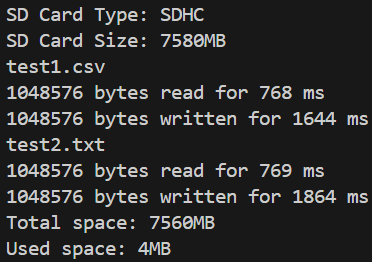 SD Card Type: SDHC
SD Card Size: 7580MB
test1.csv
1048576 bytes read for 768 ms
1048576 bytes written for 1644 ms
test2.txt
1048576 bytes read for 769 ms
1048576 bytes written for 1864 ms
Total space: 7560MB
Used space: 4MB